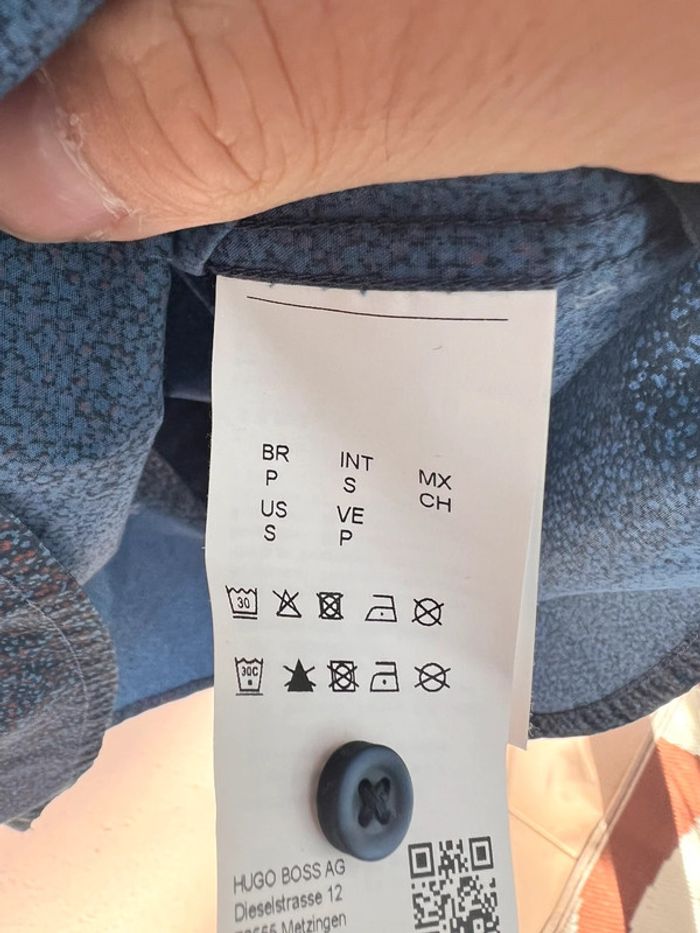 BR INT MX
P S CH
US VE
S P
30
30C
HUGO BOSS AG
Dieselstrasse 12
Metzingen